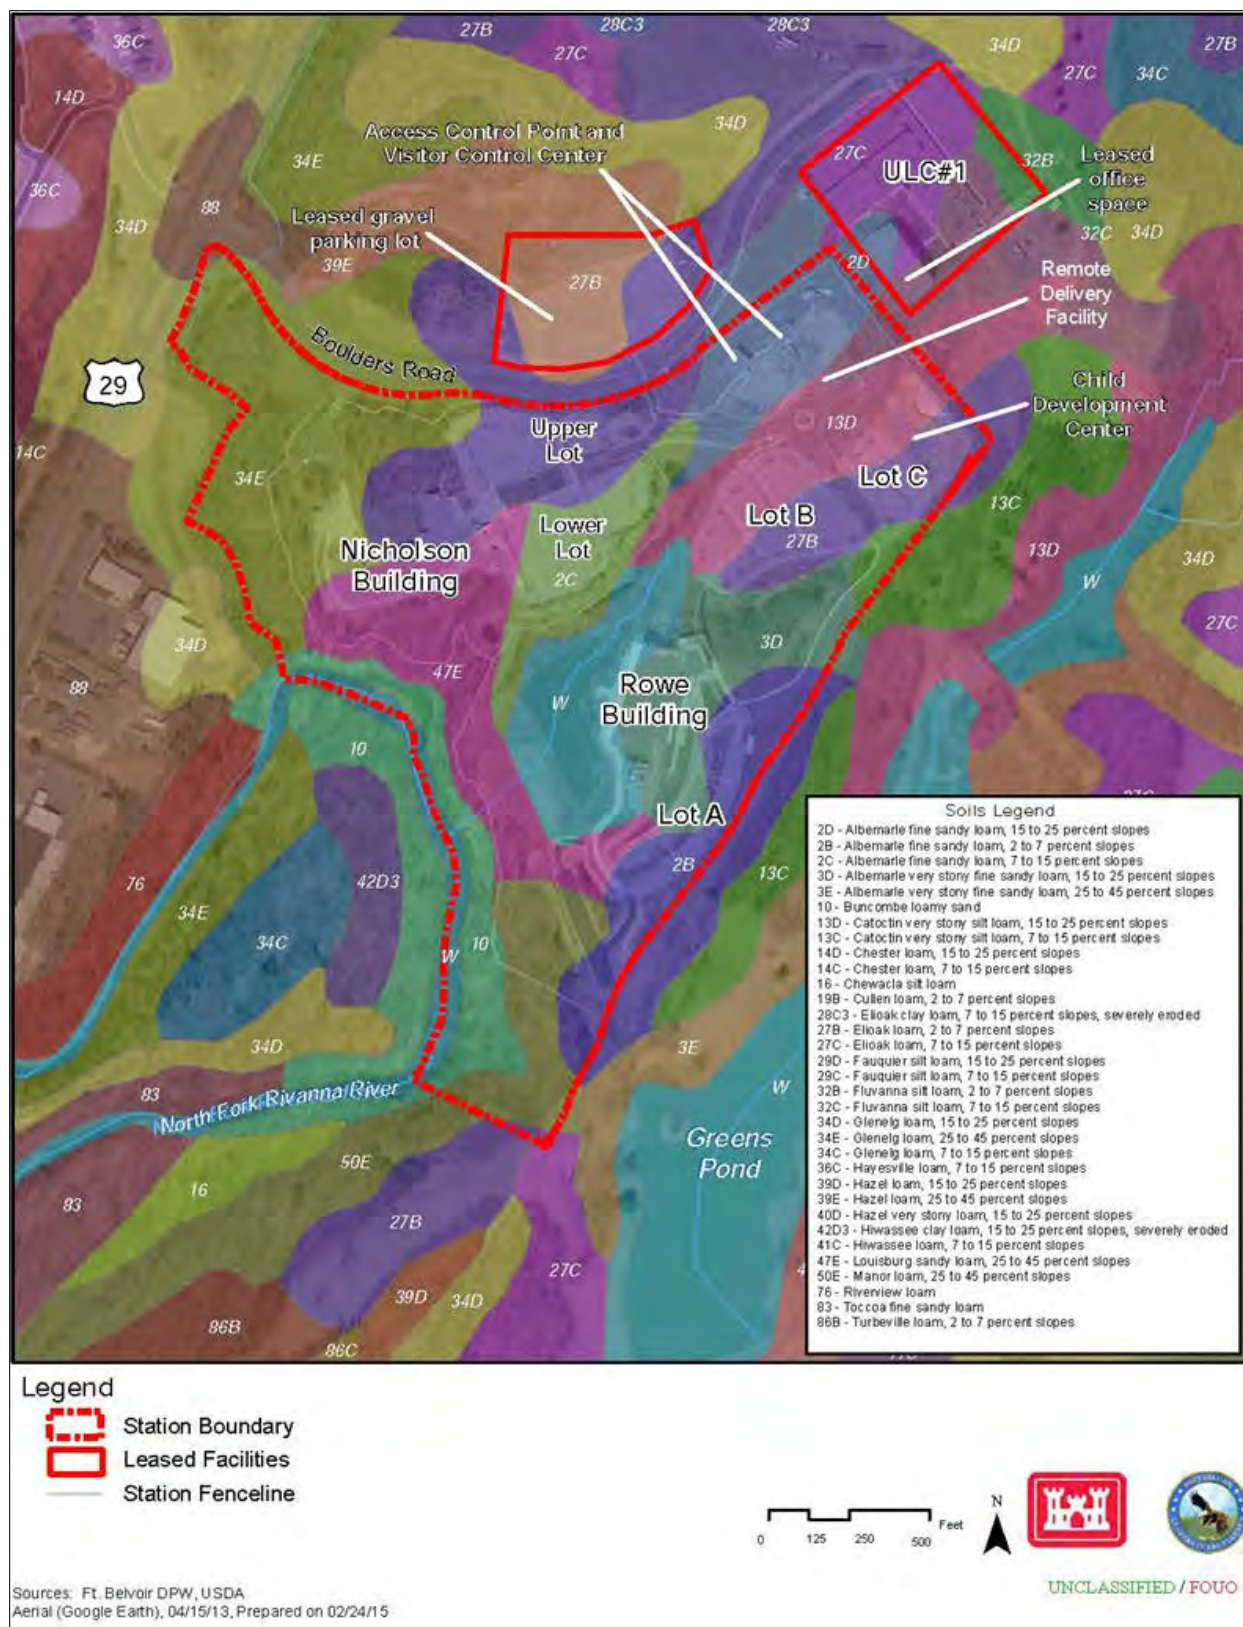 27B
28C3
28C3
36C
27C
34D
27B
27C
34C
14D
Access Control Point and
Visitor Control Center
34D
34E
27C
ULC#1
32B
Leased
office
space
36C
88
34D
Leased gravel
parking lot
32C
34D
39E
27B
2D
Remote
Delivery
Facility
29
Boulders Road
Child
Development
Center
14C
Upper
Lot
13D
34E
Lot C
13C
Lot B
Lower
Lot
27B
Nicholson
Building
2C
13D
34D
W
27C
34D
3D
47E
88
Rowe
Building
W
10
Lot A
27C
2B
13C
76
42D3
34E
34C
10
W
34D
3E
W
83
North Fork Rivanna River
Greens
Pond
50E
16
83
27B
27C
39D
34D
86B
86C
Soils Legend
2D - Albemarle fine sandy loam, 15 to 25 percent slopes
2B - Albemarle fine sandy loam, 2 to 7 percent slopes
2C - Albemarle fine sandy loam, 7 to 15 percent slopes
3D - Albemarle very stony fine sandy loam, 15 to 25 percent slopes
3E - Albemarle very stony fine sandy loam, 25 to 45 percent slopes
10 - Buncombe loamy sand
13D - Catoctin very stony silt loam, 15 to 25 percent slopes
13C - Catoctin very stony silt loam, 7 to 15 percent slopes
14D - Chester loam, 15 to 25 percent slopes
14C - Chester loam, 7 to 15 percent slopes
16 - Chewacla silt loam
19B - Cullen loam, 2 to 7 percent slopes
28C3 - Elioak clay loam, 7 to 15 percent slopes, severely eroded
27B - Elioak loam, 2 to 7 percent slopes
27C - Elioak loam, 7 to 15 percent slopes
29D - Fauquier silt loam, 15 to 25 percent slopes
29C - Fauquier silt loam, 7 to 15 percent slopes
32B - Fluvanna silt loam, 2 to 7 percent slopes
32C - Fluvanna silt loam, 7 to 15 percent slopes
34D - Glenelg loam, 15 to 25 percent slopes
34E - Glenelg loam, 25 to 45 percent slopes
34C - Glenelg loam, 7 to 15 percent slopes
36C - Hayesville loam, 7 to 15 percent slopes
39D - Hazel loam, 15 to 25 percent slopes
39E - Hazel loam, 25 to 45 percent slopes
40D - Hazel very stony loam, 15 to 25 percent slopes
42D3 - Hiwassee clay loam, 15 to 25 percent slopes, severely eroded
41C - Hiwassee loam, 7 to 15 percent slopes
47E - Louisburg sandy loam, 25 to 45 percent slopes
50E - Manor loam, 25 to 45 percent slopes
76 - Riverview loam
83 - Toccoa fine sandy loam
86B - Turbeville loam, 2 to 7 percent slopes
Legend
Station Boundary
Leased Facilities
Station Fenceline
0 125 250 500 Feet
N
UNCLASSIFIED / FOUO
Sources: Ft. Belvoir DPW, USDA
Aerial (Google Earth), 04/15/13, Prepared on 02/24/15